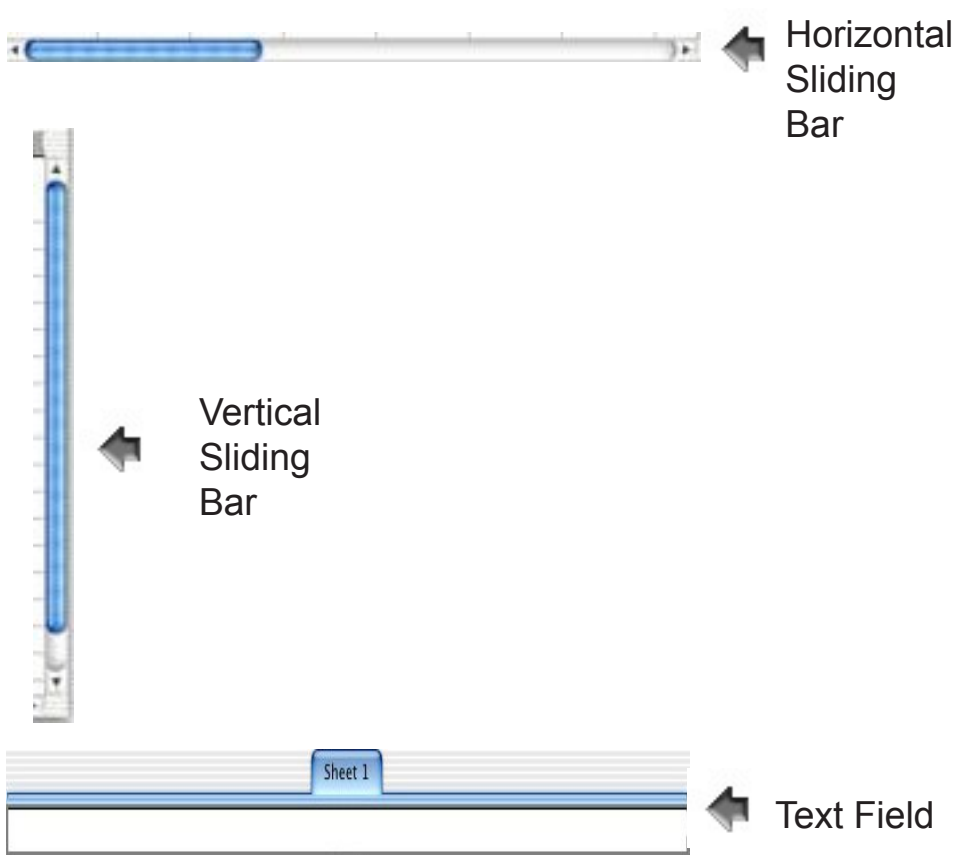 Horizontal
Sliding
Bar
Vertical
Sliding
Bar
Sheet 1
Text Field